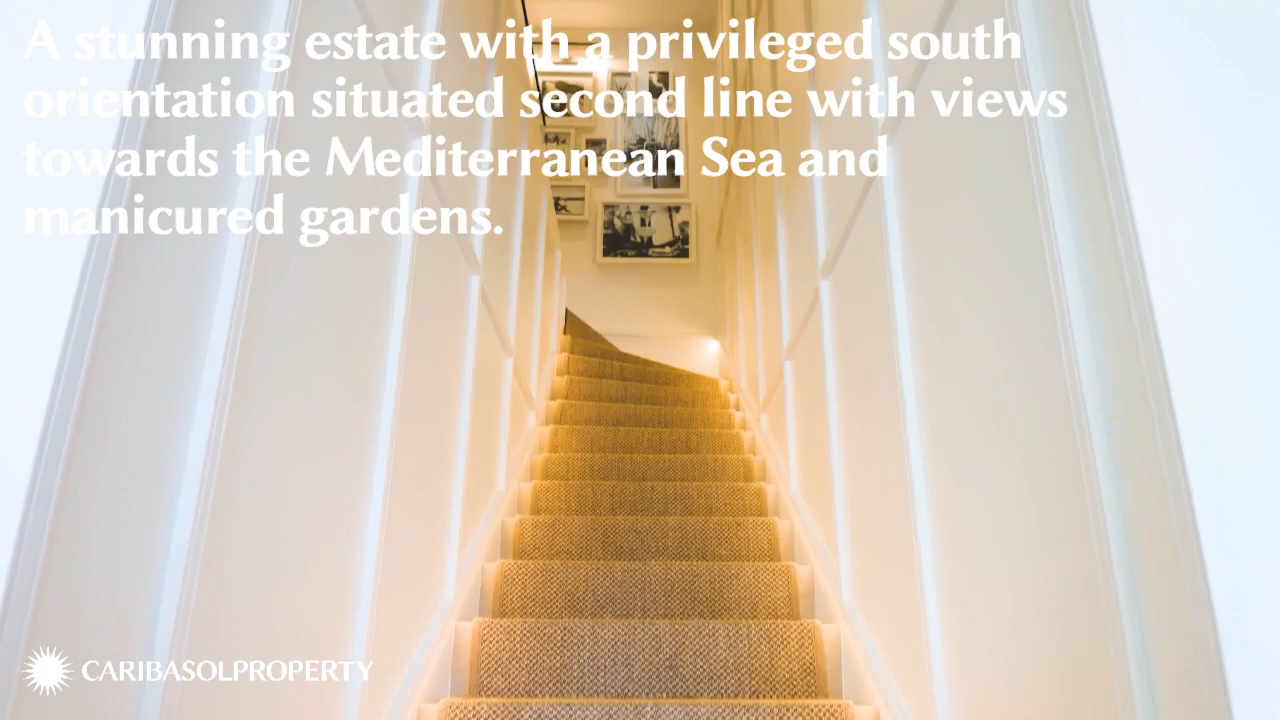 A stunning estate with a privileged south
orientation situated second line with views
towards the Mediterranean Sea and
manicured gardens.
CARIBASOLPROPERTY